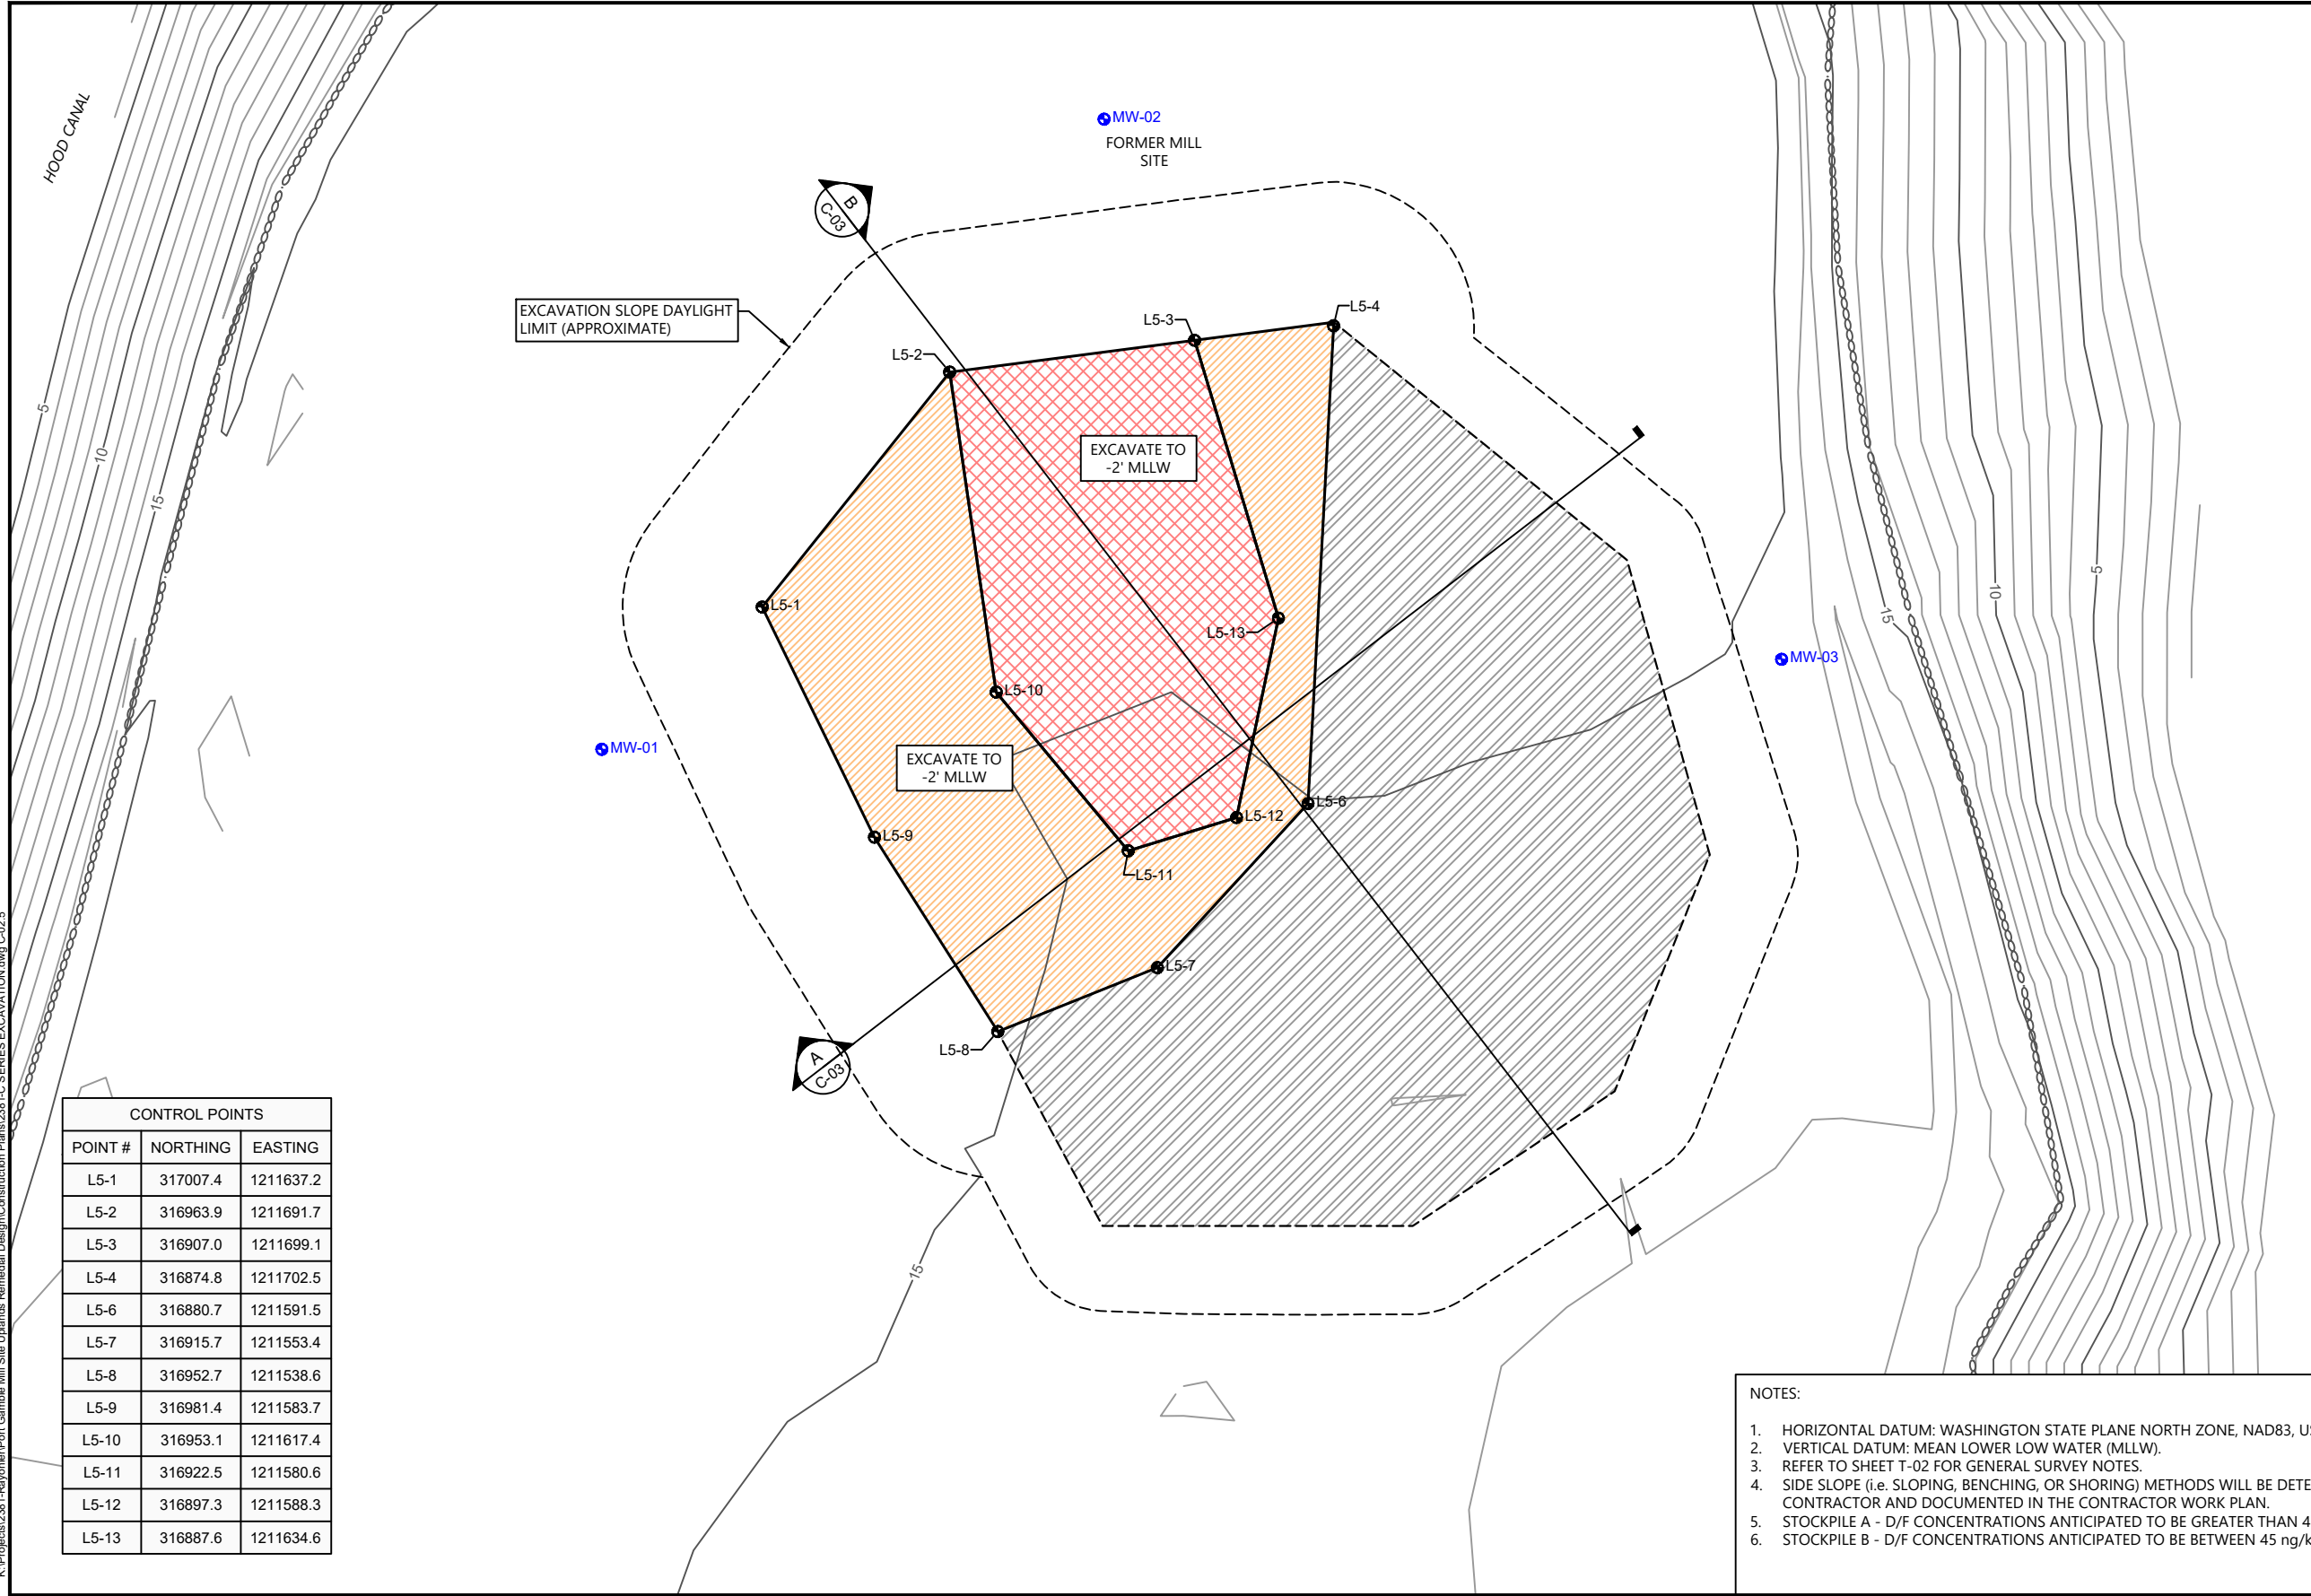 HOOD CANAL
MW-02
FORMER MILL
SITE
B
C-03
EXCAVATION SLOPE DAYLIGHT
LIMIT (APPROXIMATE)
L5-4
L5-3
L5-2
5
10
15
EXCAVATE TO
-2' MLLW
L5-1
L5-13
10
5
15
MW-03
L5-10
MW-01
EXCAVATE TO
-2' MLLW
L5-6
L5-12
L5-9
L5-11
L5-7
L5-8
A
C-03
15
CONTROL POINTS
POINT # NORTHING EASTING
L5-1 317007.4 1211637.2
L5-2 316963.9 1211691.7
L5-3 316907.0 1211699.1
L5-4 316874.8 1211702.5
L5-6 316880.7 1211591.5
L5-7 316915.7 1211553.4
L5-8 316952.7 1211538.6
L5-9 316981.4 1211583.7
L5-10 316953.1 1211617.4
L5-11 316922.5 1211580.6
L5-12 316897.3 1211588.3
L5-13 316887.6 1211634.6
NOTES:
1. HORIZONTAL DATUM: WASHINGTON STATE PLANE NORTH ZONE, NAD83,
2. VERTICAL DATUM: MEAN LOWER LOW WATER (MLLW).
3. REFER TO SHEET T-02 FOR GENERAL SURVEY NOTES.
4. SIDE SLOPE (i.e. SLOPING, BENCHING, OR SHORING) METHODS WILL BE
CONTRACTOR AND DOCUMENTED IN THE CONTRACTOR WORK PLAN.
5. STOCKPILE A - D/F CONCENTRATIONS ANTICIPATED TO BE GREATER THAN
6. STOCKPILE B - D/F CONCENTRATIONS ANTICIPATED TO BE BETWEEN 45